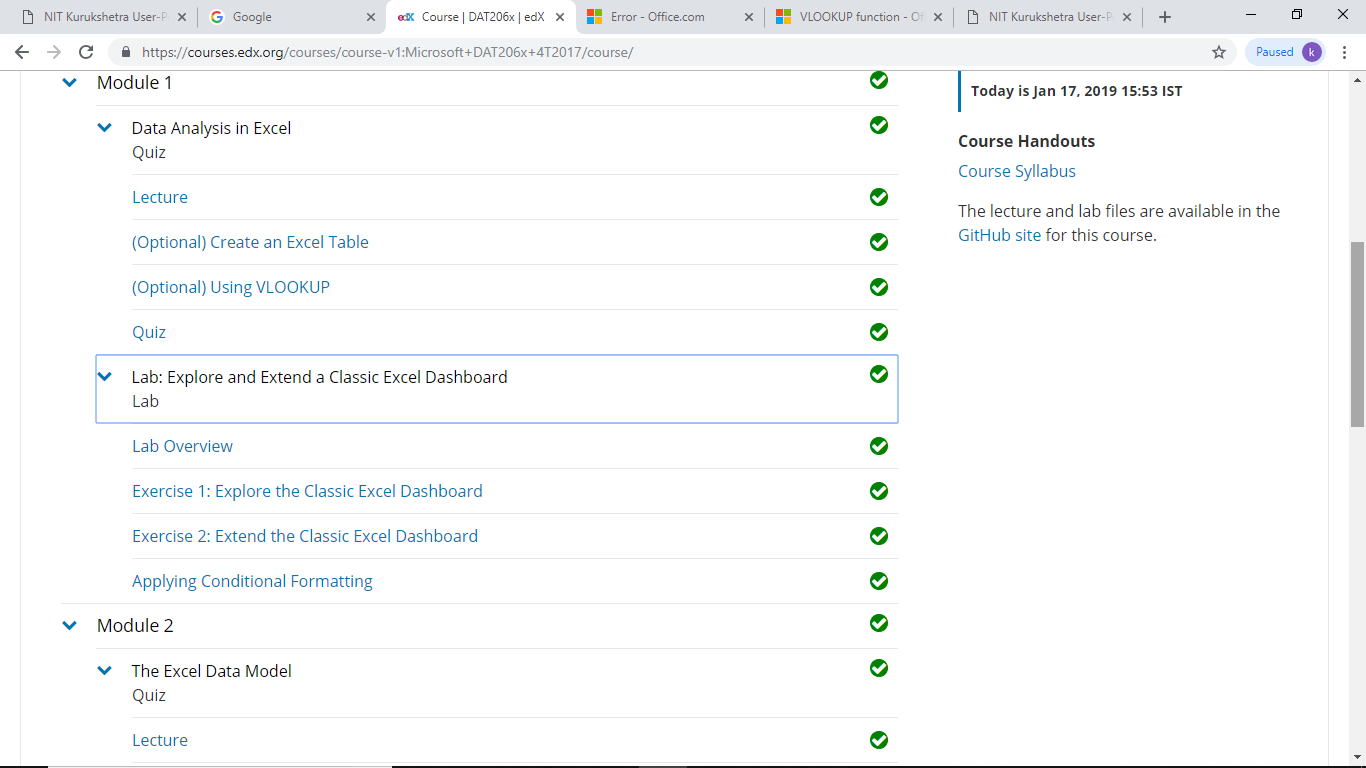 NIT Kurukshetra User-P
Google
edX Course | DAT206x | edX
Error - Office.com
VLOOKUP function - Of
NIT Kurukshetra User-P
https://courses.edx.org/courses/course-v1:Microsoft+DAT206x+4T2017/course/
Paused k
Module 1
Data Analysis in Excel
Quiz
Lecture
(Optional) Create an Excel Table
(Optional) Using VLOOKUP
Quiz
Lab: Explore and Extend a Classic Excel Dashboard
Lab
Lab Overview
Exercise 1: Explore the Classic Excel Dashboard
Exercise 2: Extend the Classic Excel Dashboard
Applying Conditional Formatting
Module 2
The Excel Data Model
Quiz
Lecture
Today is Jan 17, 2019 15:53 IST
Course Handouts
Course Syllabus
The lecture and lab files are available in the
GitHub site for this course.